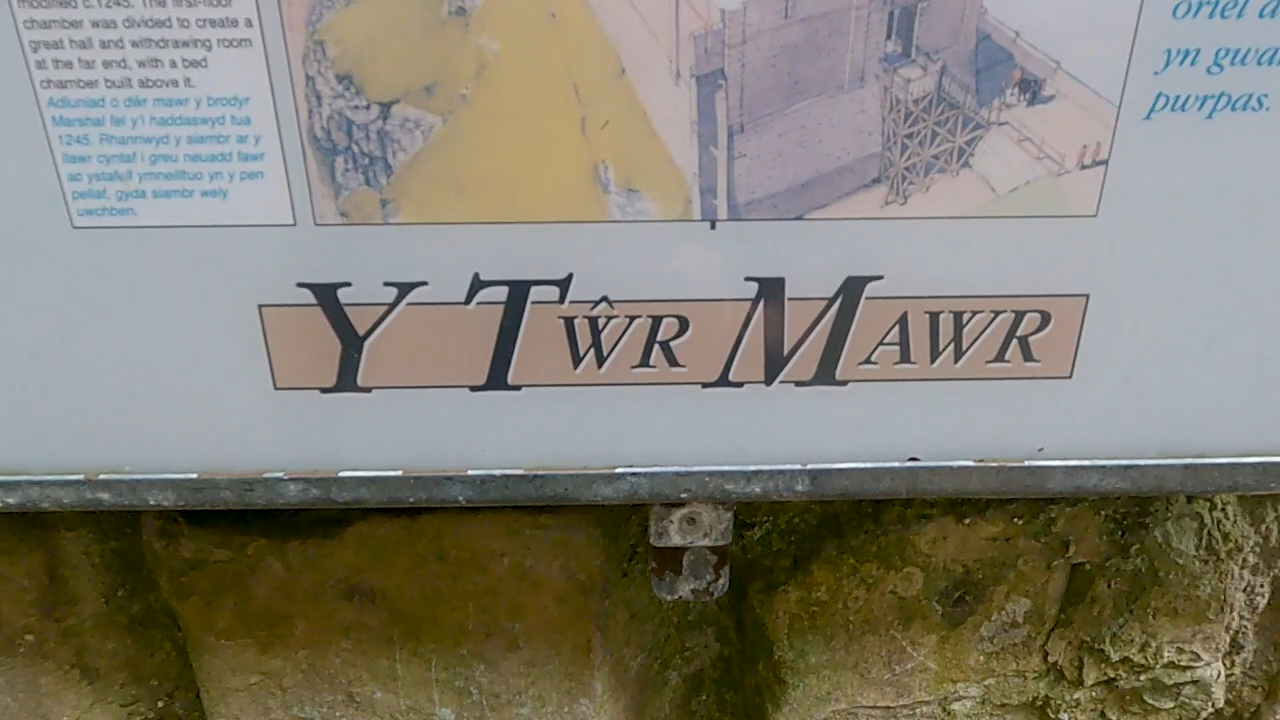 modified c.1245. The first-floor
chamber was divided to create a
great hall and withdrawing room
at the far end, with a bed
chamber built above it.
Adluniad o dŵr mawr y brodyr
Marshal fel y'i haddaswyd tua
1245. Rhannwyd y siambr ar y
llawr cyntaf i greu neuadd fawr
ac ystafell ymneilltuo yn y pen
pellaf, gyda siambr wely
uwchben.
oriel a
yn gwa
pwrpas.
Y TŴR MAWR